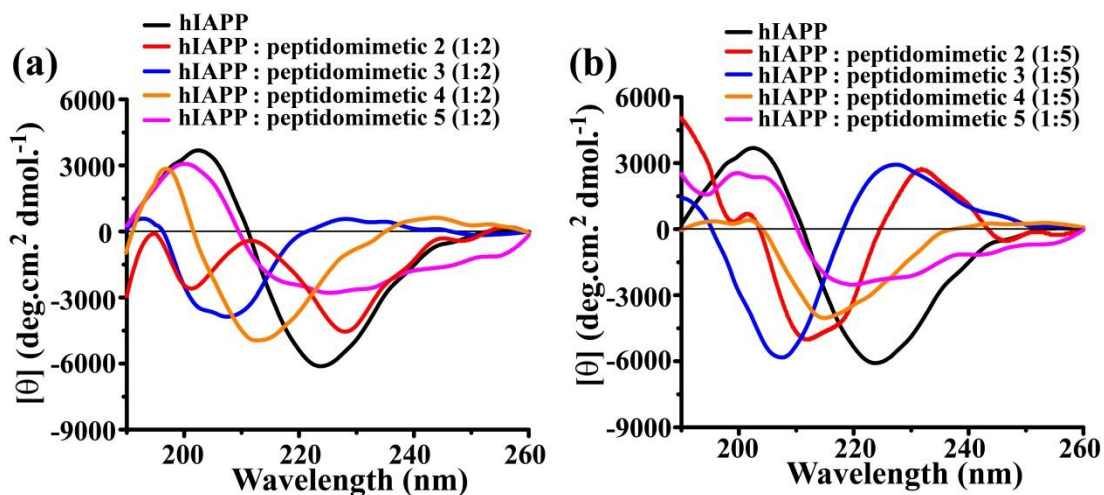 (a)
hIAPP
hIAPP : peptidomimetic 2 (1:2)
hIAPP : peptidomimetic 3 (1:2)
hIAPP : peptidomimetic 4 (1:2)
hIAPP : peptidomimetic 5 (1:2)
[θ] (deg.cm.² dmol.⁻¹)
6000
3000
0
-3000
-6000
-9000
200 220 240 260
Wavelength (nm)
(b)
hIAPP
hIAPP : peptidomimetic 2 (1:5)
hIAPP : peptidomimetic 3 (1:5)
hIAPP : peptidomimetic 4 (1:5)
hIAPP : peptidomimetic 5 (1:5)
[θ] (deg.cm.² dmol.⁻¹)
6000
3000
0
-3000
-6000
-9000
200 220 240 260
Wavelength (nm)